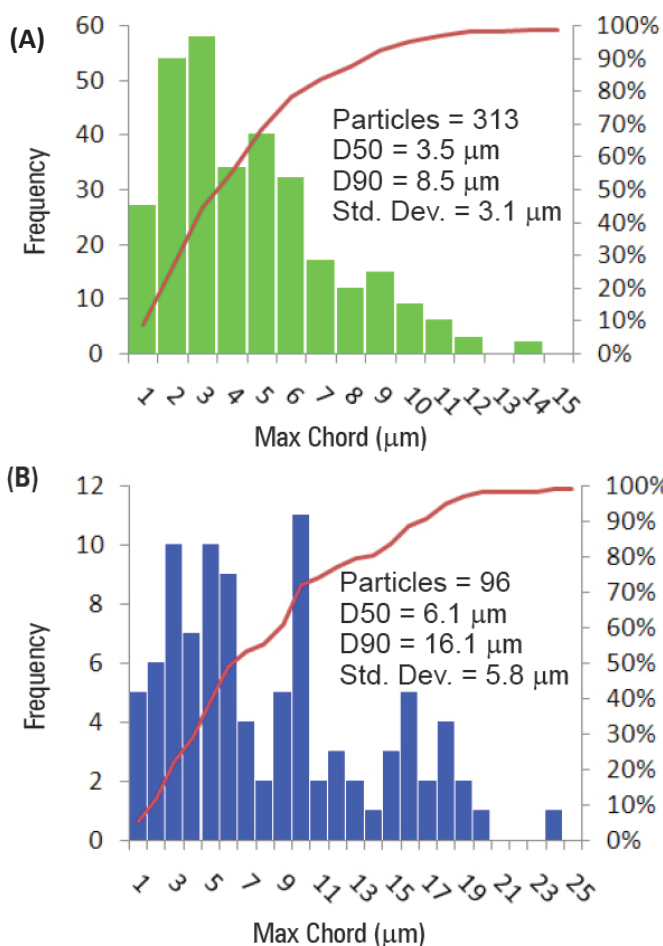 (A)
60
50
40
30
20
10
0
Frequency
100%
90%
80%
70%
60%
50%
40%
30%
20%
10%
0%
Particles = 313
D50 = 3.5 μm
D90 = 8.5 μm
Std. Dev. = 3.1 μm
1 2 3 4 5 6 7 8 9 10 11 12 13 14 15
Max Chord (μm)
(B)
12
10
8
6
4
2
0
Frequency
100%
90%
80%
70%
60%
50%
40%
30%
20%
10%
0%
Particles = 96
D50 = 6.1 μm
D90 = 16.1 μm
Std. Dev. = 5.8 μm
1 3 5 7 9 11 13 15 17 19 21 23 25
Max Chord (μm)